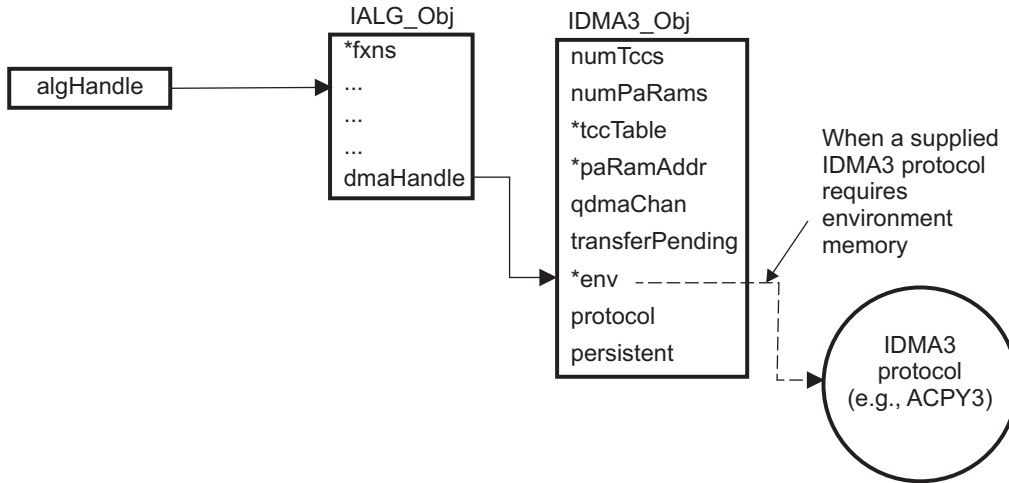 IALG_Obj
*fxns
...
...
...
dmaHandle
algHandle
IDMA3_Obj
numTccs
numPaRams
*tccTable
*paRamAddr
qdmaChan
transferPending
*env
protocol
persistent
When a supplied
IDMA3 protocol
requires
environment
memory
IDMA3
protocol
(e.g., ACPY3)